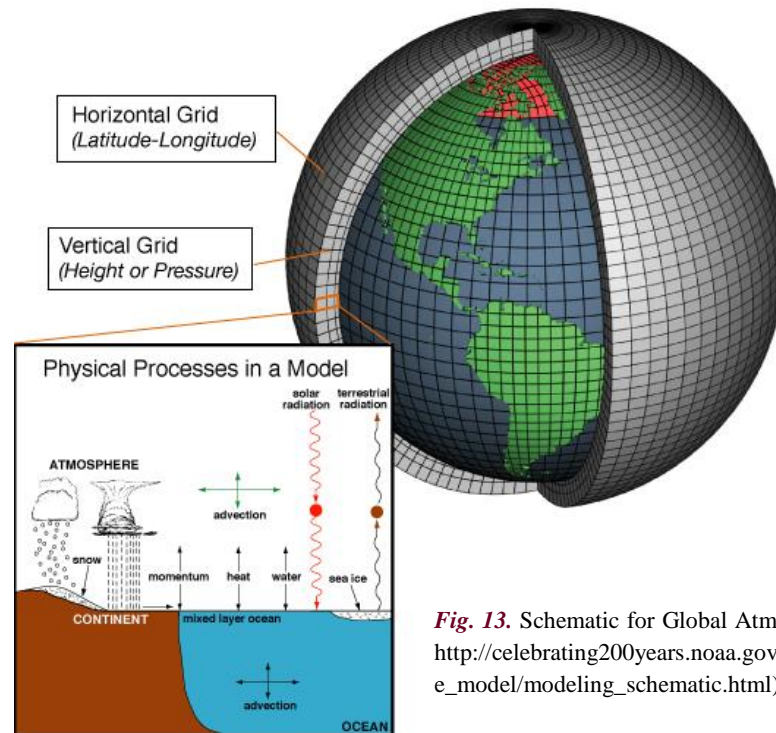 Horizontal Grid
(Latitude-Longitude)
Vertical Grid
(Height or Pressure)
Physical Processes in a Model
solar
radiation
terrestrial
radiation
ATMOSPHERE
advection
snow
momentum
heat
water
sea ice
CONTINENT
mixed layer ocean
advection
OCEAN
Fig. 13. Schematic for Global Atm
http://celebrating200years.noaa.gov
e_model/modeling_schematic.html)